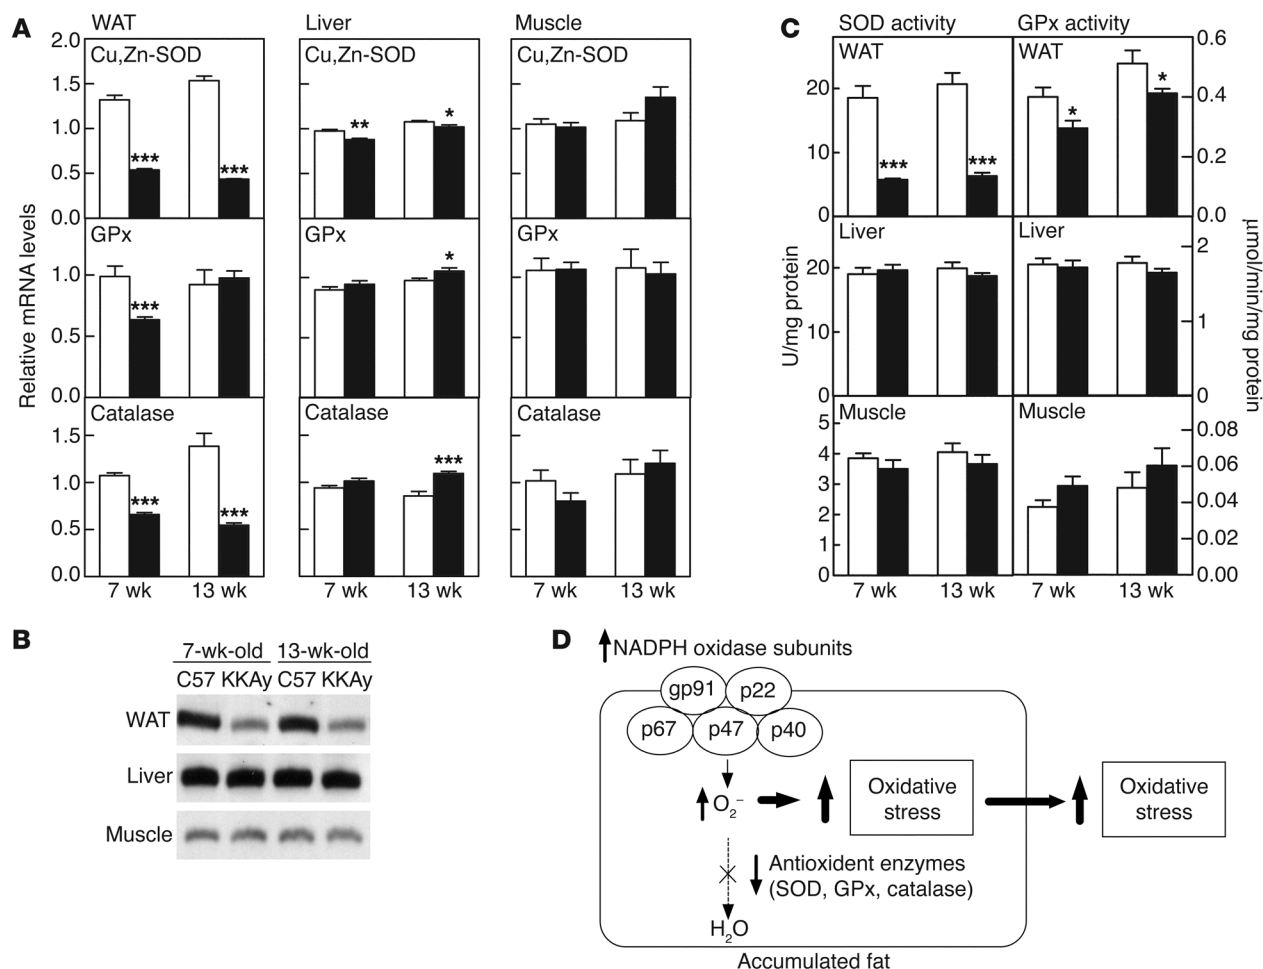 A
WAT
Liver
Muscle
Relative mRNA levels
2.0
1.5
1.0
0.5
0.0
Cu,Zn-SOD
***
***
Cu,Zn-SOD
**
*
Cu,Zn-SOD
1.0
0.5
0.0
GPx
***
GPx
*
GPx
1.5
1.0
0.5
0.0
Catalase
***
***
Catalase
***
Catalase
7 wk 13 wk
7 wk 13 wk
7 wk 13 wk
C
SOD activity
GPx activity
U/mg protein
μmol/min/mg protein
WAT
20
10
0
***
***
WAT
*
*
0.6
0.4
0.2
0.0
Liver
20
10
0
Liver
2
1
0
Muscle
5
4
3
2
1
0
Muscle
0.08
0.06
0.04
0.02
0.00
7 wk 13 wk
7 wk 13 wk
B
7-wk-old 13-wk-old
C57 KKAy C57 KKAy
WAT
Liver
Muscle
D
NADPH oxidase subunits
gp91 p22
p67 p47 p40
O2−
Oxidative
stress
Oxidative
stress
Antioxident enzymes
(SOD, GPx, catalase)
H2O
Accumulated fat